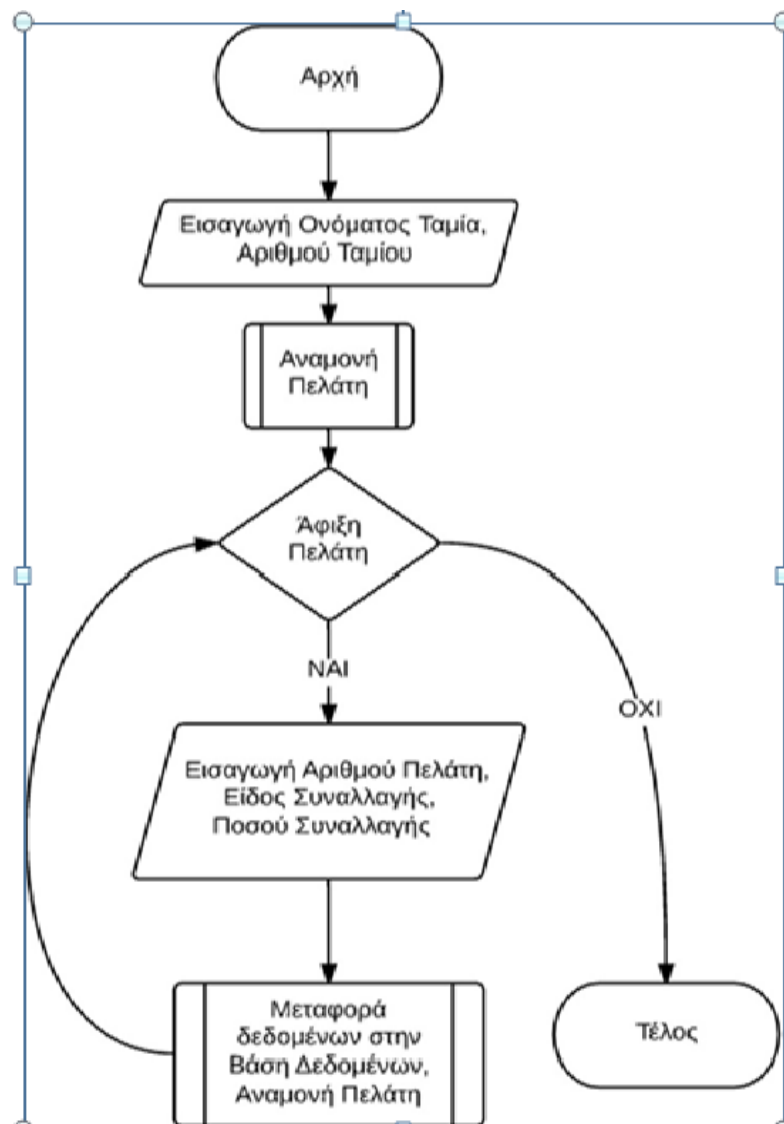 Αρχή
Εισαγωγή Ονόματος Ταμία,
Αριθμού Ταμίου
Αναμονή
Πελάτη
Άφιξη
Πελάτη
ΝΑΙ
ΟΧΙ
Εισαγωγή Αριθμού Πελάτη,
Είδος Συναλλαγής,
Ποσού Συναλλαγής
Μεταφορά
δεδομένων στην
Βάση Δεδομένων,
Αναμονή Πελάτη
Τέλος